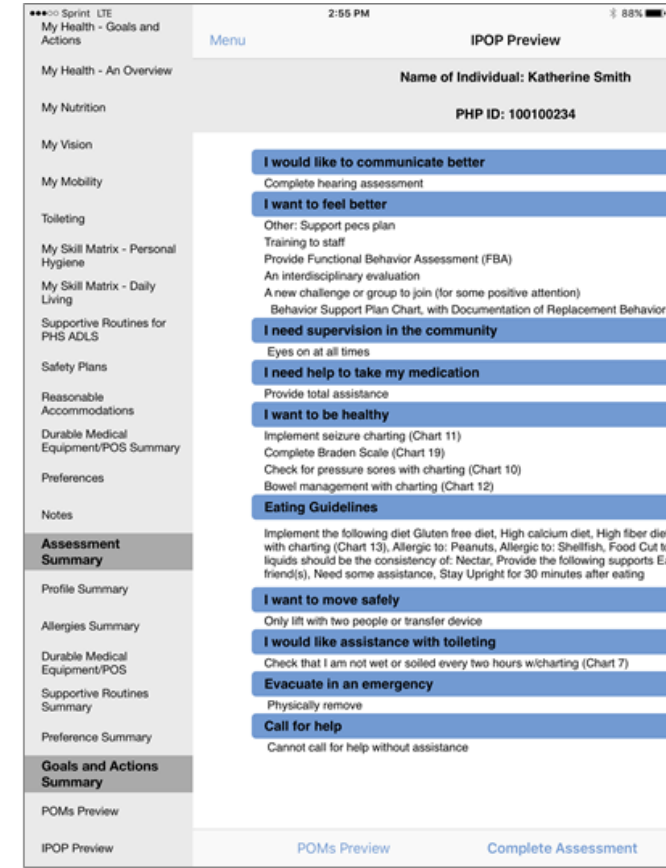 Sprint LTE
2:55 PM
88%
My Health - Goals and
Actions
My Health - An Overview
My Nutrition
My Vision
My Mobility
Toileting
My Skill Matrix - Personal
Hygiene
My Skill Matrix - Daily
Living
Supportive Routines for
PHS ADLS
Safety Plans
Reasonable
Accommodations
Durable Medical
Equipment/POS Summary
Preferences
Notes
Assessment
Summary
Profile Summary
Allergies Summary
Durable Medical
Equipment/POS
Supportive Routines
Summary
Preference Summary
Goals and Actions
Summary
POMs Preview
IPOP Preview
Menu
IPOP Preview
Name of Individual: Katherine Smith
PHP ID: 100100234
I would like to communicate better
Complete hearing assessment
I want to feel better
Other: Support pecs plan
Training to staff
Provide Functional Behavior Assessment (FBA)
An interdisciplinary evaluation
A new challenge or group to join (for some positive attention)
Behavior Support Plan Chart, with Documentation of Replacement Behavior
I need supervision in the community
Eyes on at all times
I need help to take my medication
Provide total assistance
I want to be healthy
Implement seizure charting (Chart 11)
Complete Braden Scale (Chart 19)
Check for pressure sores with charting (Chart 10)
Bowel management with charting (Chart 12)
Eating Guidelines
Implement the following diet Gluten free diet, High calcium diet, High fiber
with charting (Chart 13), Allergic to: Peanuts, Allergic to: Shellfish, Food Cut
liquids should be the consistency of: Nectar, Provide the following supports
friend(s), Need some assistance, Stay Upright for 30 minutes after eating
I want to move safely
Only lift with two people or transfer device
I would like assistance with toileting
Check that I am not wet or soiled every two hours w/charting (Chart 7)
Evacuate in an emergency
Physically remove
Call for help
Cannot call for help without assistance
POMs Preview
Complete Assessment